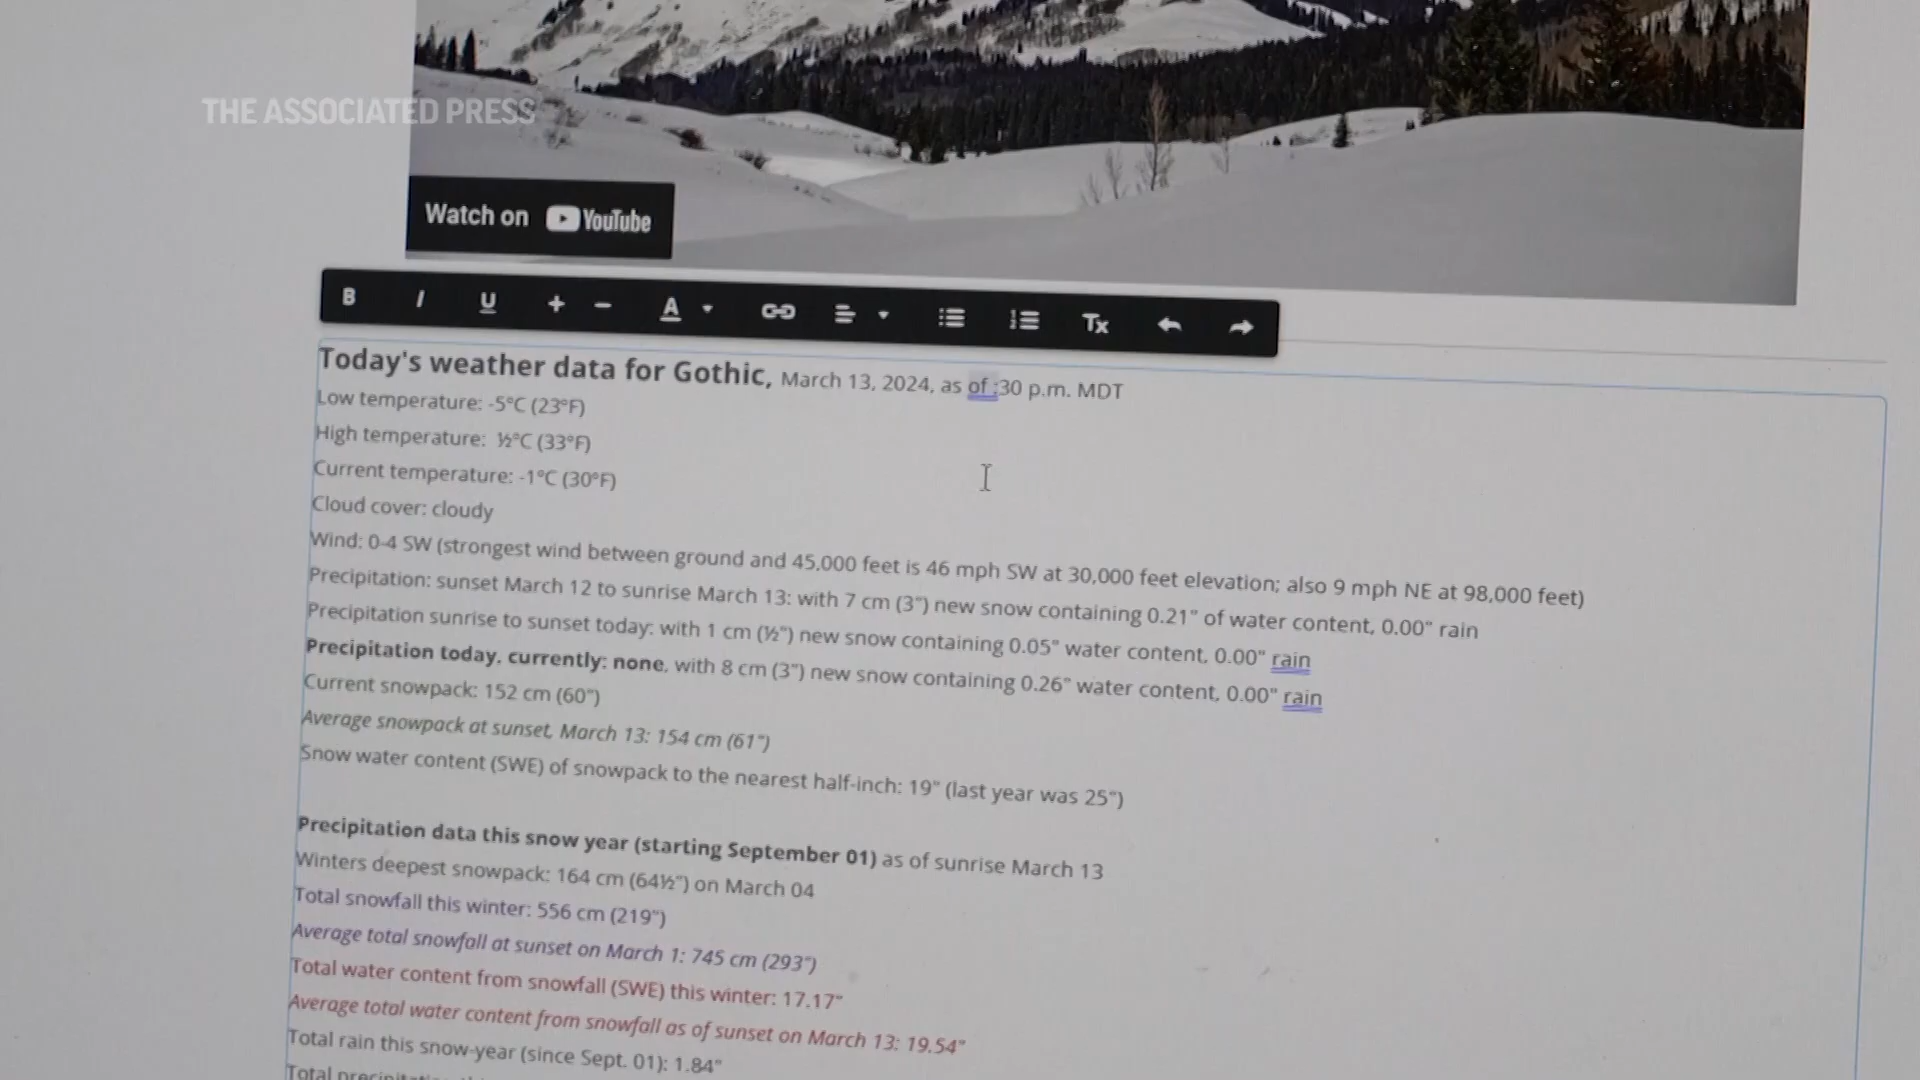 THE ASSOCIATED PRESS
Watch on YouTube
B I U + − A Tx
Today's weather data for Gothic, March 13, 2024, as of :30 p.m. MDT
Low temperature: -5°C (23°F)
High temperature: ½°C (33°F)
Current temperature: -1°C (30°F)
Cloud cover: cloudy
Wind: 0-4 SW (strongest wind between ground and 45,000 feet is 46 mph SW at 30,000 feet elevation; also 9 mph NE at 98,000 feet)
Precipitation: sunset March 12 to sunrise March 13: with 7 cm (3") new snow containing 0.21" of water content, 0.00" rain
Precipitation sunrise to sunset today: with 1 cm (½") new snow containing 0.05" water content, 0.00" rain
Precipitation today, currently: none, with 8 cm (3") new snow containing 0.26" water content, 0.00" rain
Current snowpack: 152 cm (60")
Average snowpack at sunset, March 13: 154 cm (61")
Snow water content (SWE) of snowpack to the nearest half-inch: 19" (last year was 25")
Precipitation data this snow year (starting September 01) as of sunrise March 13
Winters deepest snowpack: 164 cm (64½") on March 04
Total snowfall this winter: 556 cm (219")
Average total snowfall at sunset on March 1: 745 cm (293")
Total water content from snowfall (SWE) this winter: 17.17"
Average total water content from snowfall as of sunset on March 13: 19.54"
Total rain this snow-year (since Sept. 01): 1.84"
Total